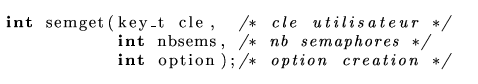 int semget(key_t cle, /* cle utilisateur */
int nbsems, /* nb semaphores */
int option);/* option creation */